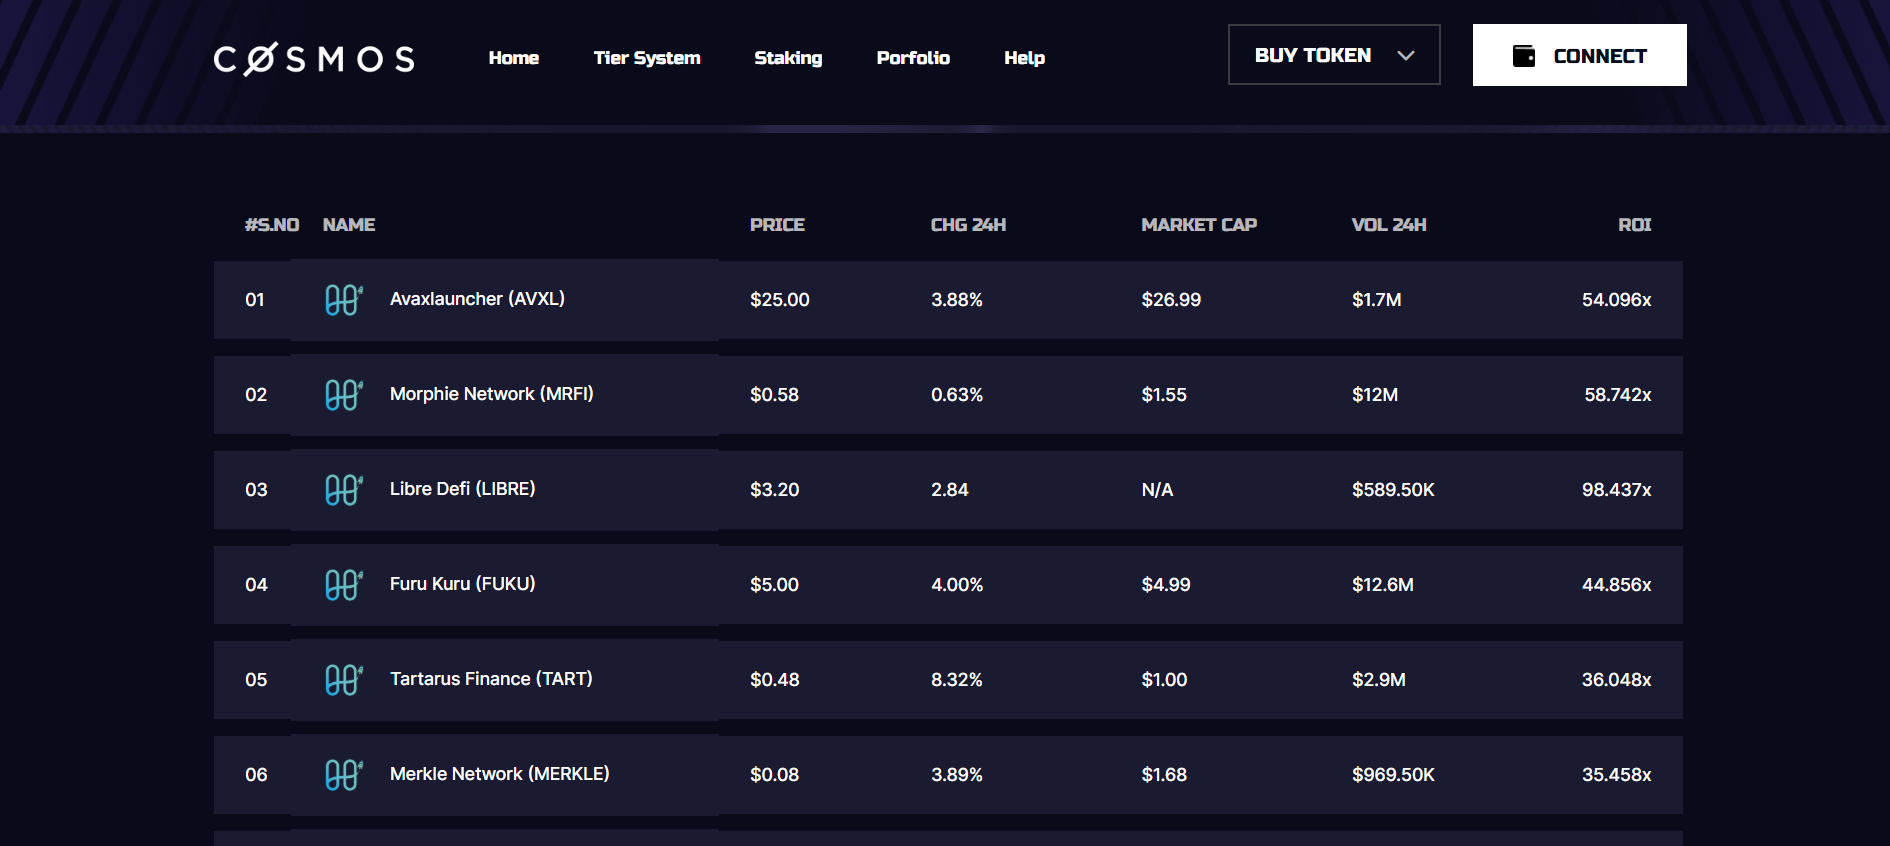 CØSMOS Home Tier System Staking Porfolio Help BUY TOKEN CONNECT
#S.NO NAME PRICE CHG 24H MARKET CAP VOL 24H ROI
01 Avaxlauncher (AVXL) $25.00 3.88% $26.99 $1.7M 54.096x
02 Morphie Network (MRFI) $0.58 0.63% $1.55 $12M 58.742x
03 Libre Defi (LIBRE) $3.20 2.84 N/A $589.50K 98.437x
04 Furu Kuru (FUKU) $5.00 4.00% $4.99 $12.6M 44.856x
05 Tartarus Finance (TART) $0.48 8.32% $1.00 $2.9M 36.048x
06 Merkle Network (MERKLE) $0.08 3.89% $1.68 $969.50K 35.458x